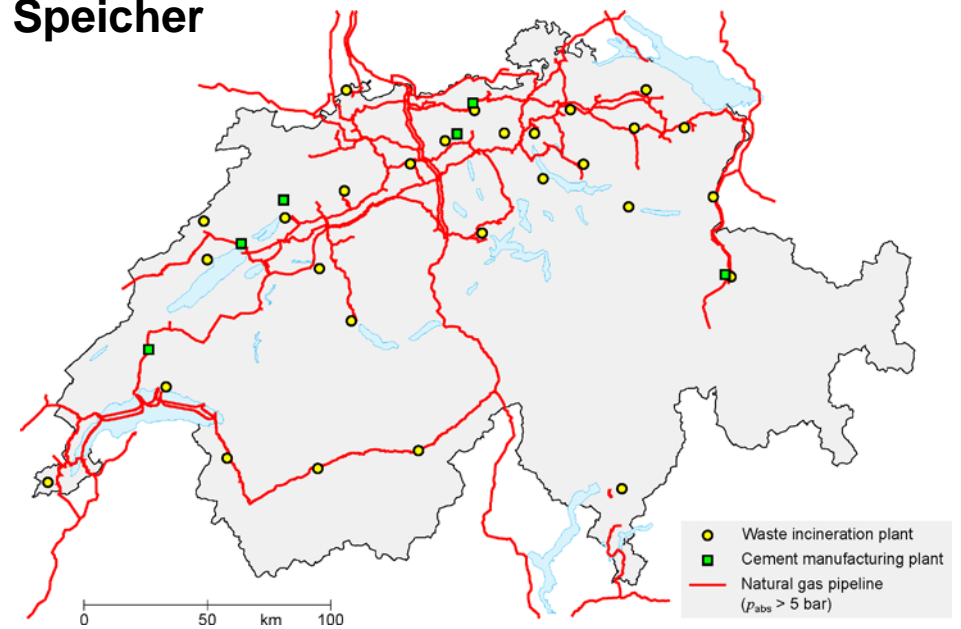 Speicher
Waste incineration plant
Cement manufacturing plant
Natural gas pipeline
(pabs > 5 bar)
0 50 km 100